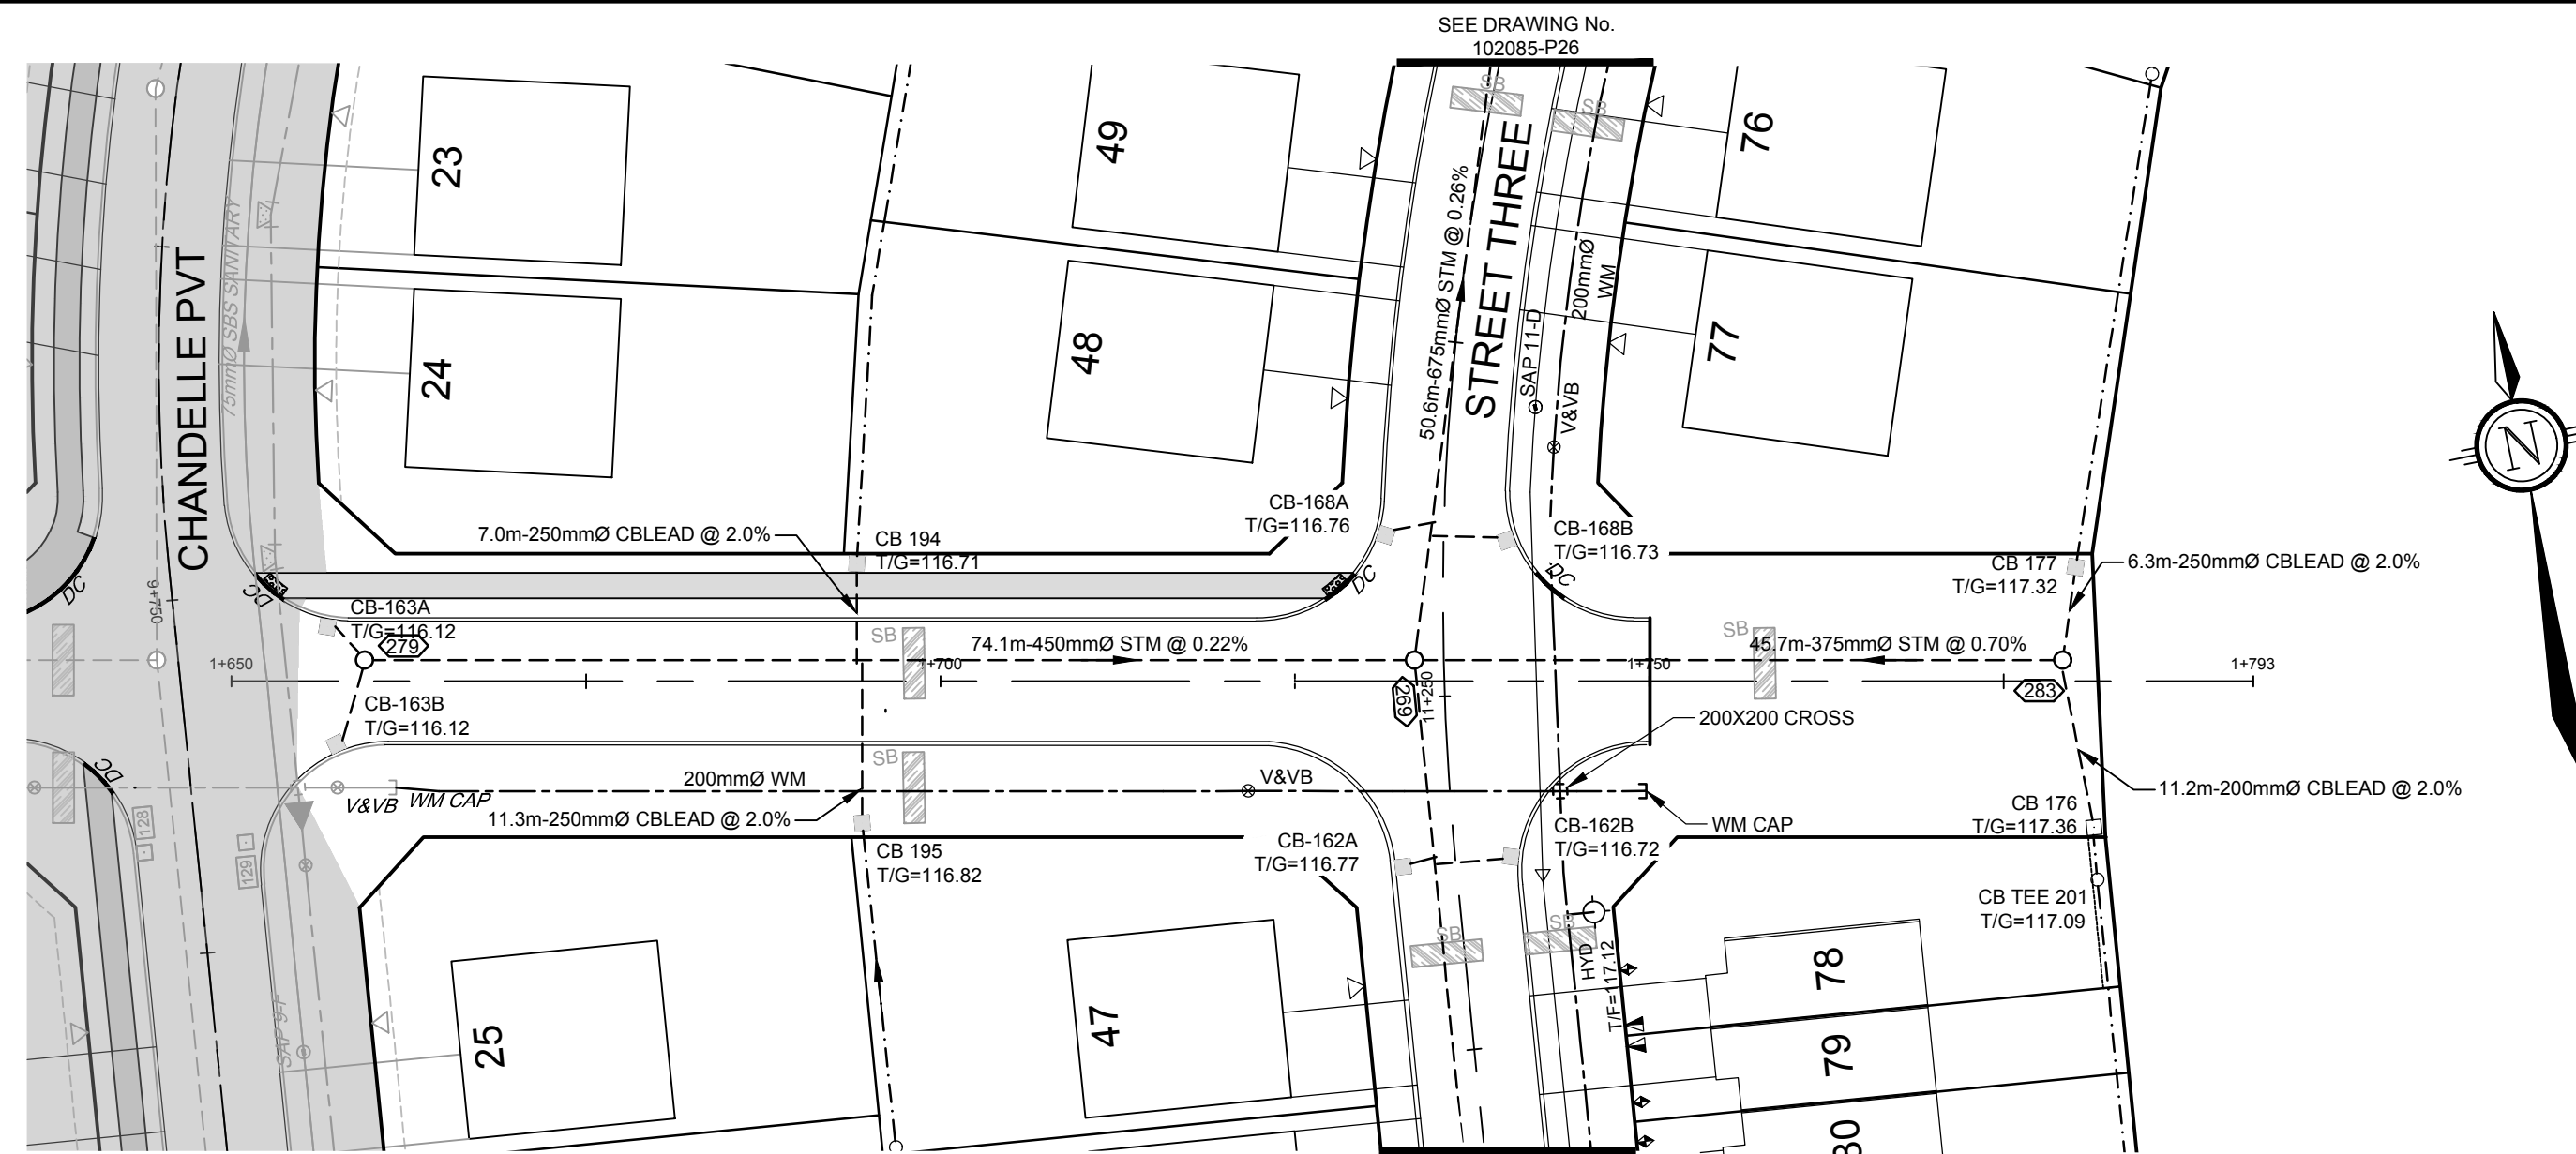 SEE DRAWING No.
102085-P26
SB
SB
23
49
76
50.6m-675mmØ STM @ 0.26%
STREET THREE
200mmØ
WM
75mmØ SBS SANITARY
CHANDELLE PVT
24
48
77
SAP 11-D
V&VB
N
CB-168A
T/G=116.76
7.0m-250mmØ CBLEAD @ 2.0%
CB 194
T/G=116.71
CB-168B
T/G=116.73
CB 177
T/G=117.32
6.3m-250mmØ CBLEAD @ 2.0%
DC
DC
DC
DC
9+750
CB-163A
T/G=116.12
279
SB
74.1m-450mmØ STM @ 0.22%
SB
45.7m-375mmØ STM @ 0.70%
1+650
1+700
1+750
1+793
269
11+250
283
CB-163B
T/G=116.12
200X200 CROSS
SB
DC
200mmØ WM
V&VB
V&VB
WM CAP
11.2m-200mmØ CBLEAD @ 2.0%
11.3m-250mmØ CBLEAD @ 2.0%
CB 176
T/G=117.36
WM CAP
128
129
CB 195
T/G=116.82
CB-162A
T/G=116.77
CB-162B
T/G=116.72
CB TEE 201
T/G=117.09
SB
SB
HYD
T/F=117.12
78
SAP 9-F
25
47
79
80